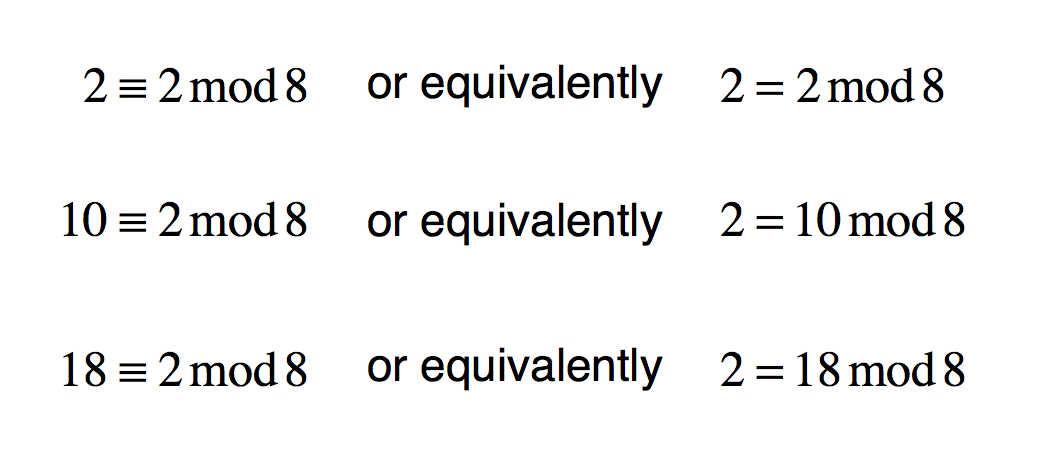 2 ≡ 2 mod 8 or equivalently 2 = 2 mod 8
10 ≡ 2 mod 8 or equivalently 2 = 10 mod 8
18 ≡ 2 mod 8 or equivalently 2 = 18 mod 8